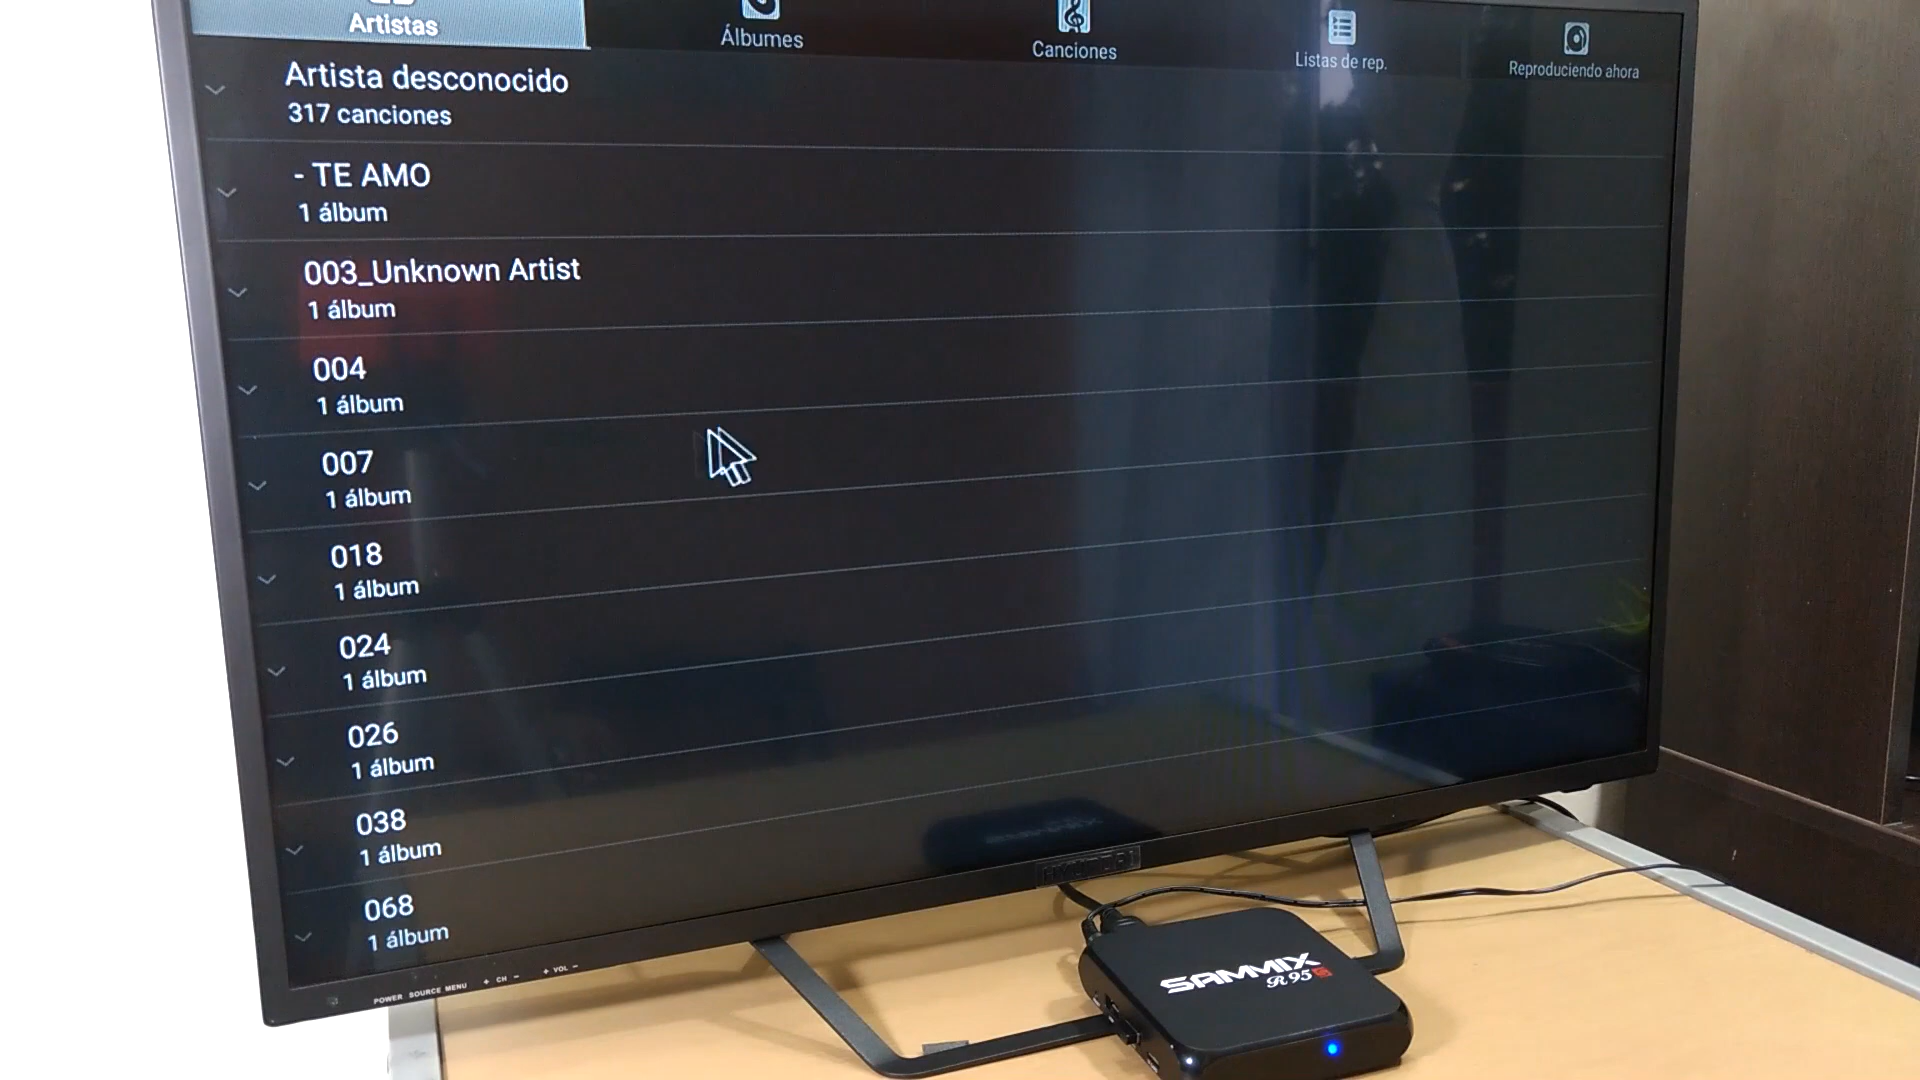 Artistas
Álbumes
Canciones
Listas de rep.
Reproduciendo ahora
Artista desconocido
317 canciones
- TE AMO
1 álbum
003_Unknown Artist
1 álbum
004
1 álbum
007
1 álbum
018
1 álbum
024
1 álbum
026
1 álbum
038
1 álbum
068
1 álbum
HYUNDAI
POWER SOURCE MENU + CH - + VOL -
SAMMIX
R95S